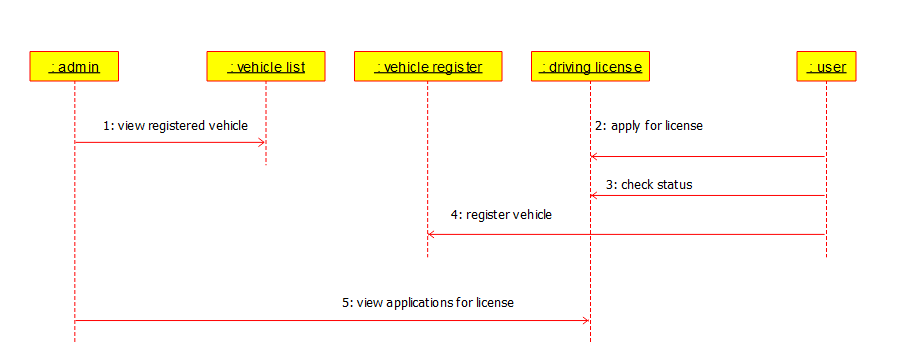 : admin
: vehicle list
: vehicle register
: driving license
: user
1: view registered vehicle
2: apply for license
3: check status
4: register vehicle
5: view applications for license